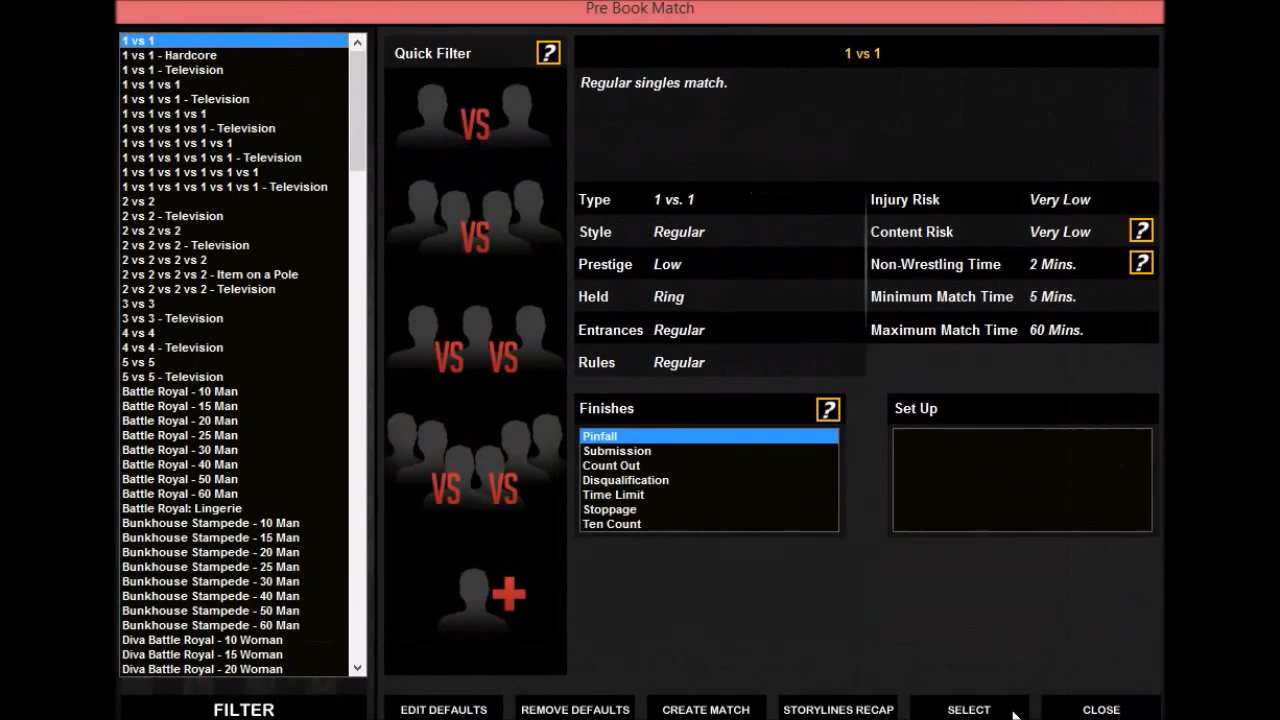 Pre Book Match
1 vs 1
1 vs 1 - Hardcore
1 vs 1 - Television
1 vs 1 vs 1
1 vs 1 vs 1 - Television
1 vs 1 vs 1 vs 1
1 vs 1 vs 1 vs 1 - Television
1 vs 1 vs 1 vs 1 vs 1
1 vs 1 vs 1 vs 1 vs 1 - Television
1 vs 1 vs 1 vs 1 vs 1 vs 1
1 vs 1 vs 1 vs 1 vs 1 vs 1 - Television
2 vs 2
2 vs 2 - Television
2 vs 2 vs 2
2 vs 2 vs 2 - Television
2 vs 2 vs 2 vs 2
2 vs 2 vs 2 vs 2 - Item on a Pole
2 vs 2 vs 2 vs 2 - Television
3 vs 3
3 vs 3 - Television
4 vs 4
4 vs 4 - Television
5 vs 5
5 vs 5 - Television
Battle Royal - 10 Man
Battle Royal - 15 Man
Battle Royal - 20 Man
Battle Royal - 25 Man
Battle Royal - 30 Man
Battle Royal - 40 Man
Battle Royal - 50 Man
Battle Royal - 60 Man
Battle Royal: Lingerie
Bunkhouse Stampede - 10 Man
Bunkhouse Stampede - 15 Man
Bunkhouse Stampede - 20 Man
Bunkhouse Stampede - 25 Man
Bunkhouse Stampede - 30 Man
Bunkhouse Stampede - 40 Man
Bunkhouse Stampede - 50 Man
Bunkhouse Stampede - 60 Man
Diva Battle Royal - 10 Woman
Diva Battle Royal - 15 Woman
Diva Battle Royal - 20 Woman
FILTER
Quick Filter ?
VS
VS
VS VS
VS VS
1 vs 1
Regular singles match.
Type 1 vs. 1
Style Regular
Prestige Low
Held Ring
Entrances Regular
Rules Regular
Injury Risk Very Low
Content Risk Very Low ?
Non-Wrestling Time 2 Mins. ?
Minimum Match Time 5 Mins.
Maximum Match Time 60 Mins.
Finishes ?
Pinfall
Submission
Count Out
Disqualification
Time Limit
Stoppage
Ten Count
Set Up
EDIT DEFAULTS REMOVE DEFAULTS CREATE MATCH STORYLINES RECAP SELECT CLOSE